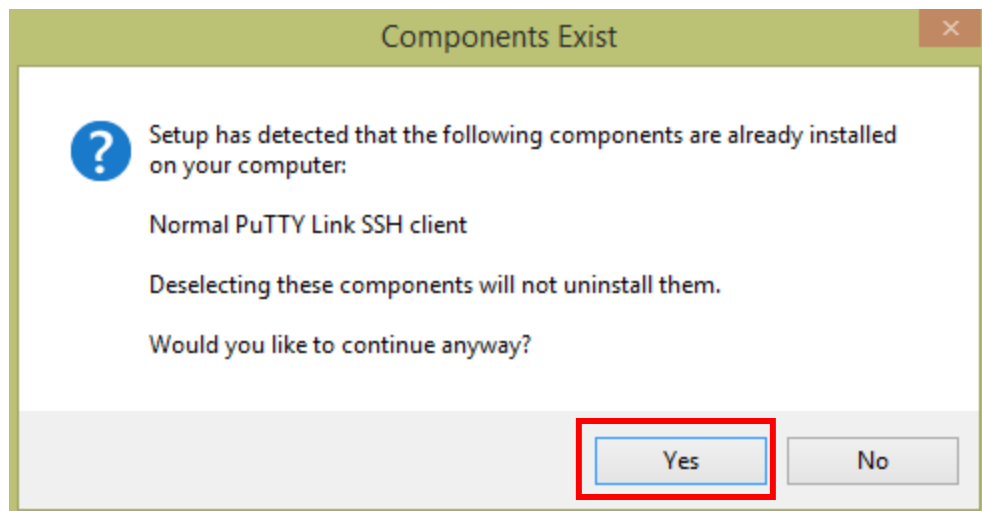 Components Exist
Setup has detected that the following components are already installed
on your computer:
Normal PuTTY Link SSH client
Deselecting these components will not uninstall them.
Would you like to continue anyway?
Yes
No